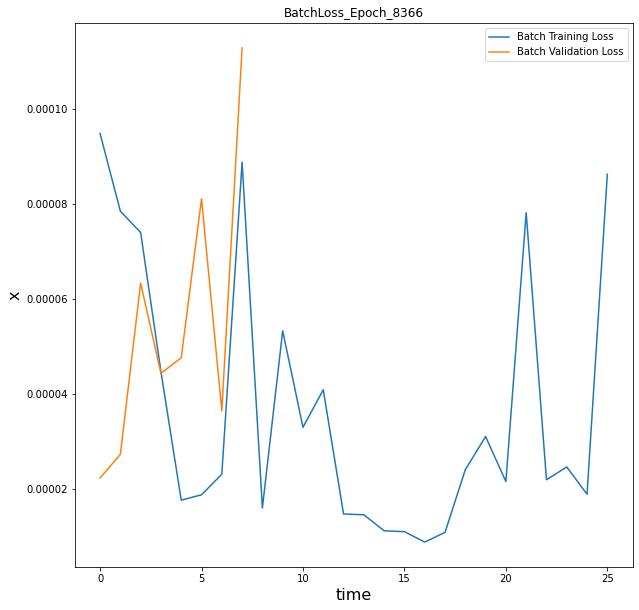 BatchLoss_Epoch_8366
Batch Training Loss
Batch Validation Loss
0.00010
0.00008
0.00006
0.00004
0.00002
x
0 5 10 15 20 25
time